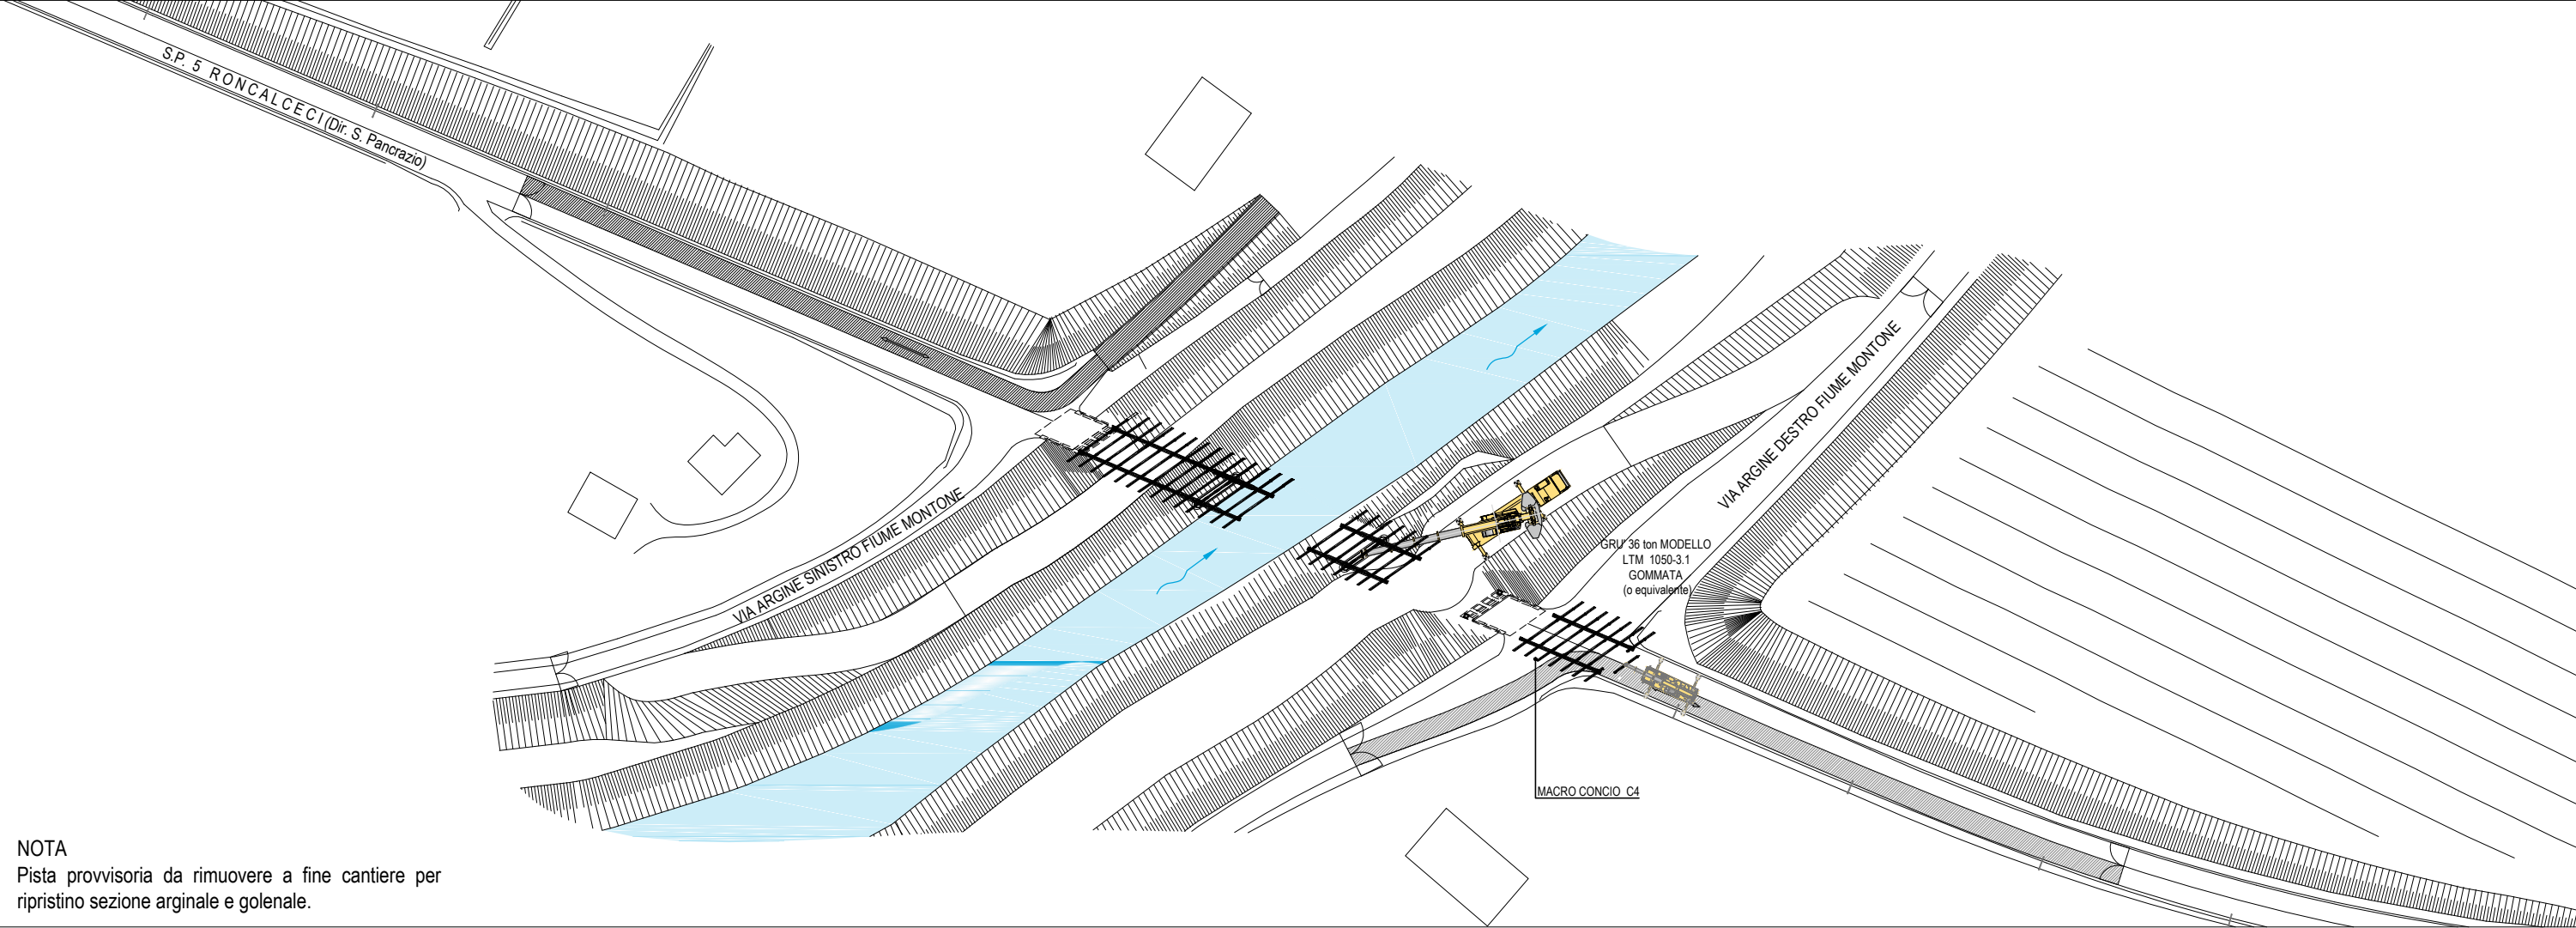 S.P. 5 RONCALCECI (Dir. S. Pancrazio)
VIA ARGINE SINISTRO FIUME MONTONE
VIA ARGINE DESTRO FIUME MONTONE
GRU' 36 ton MODELLO
LTM 1050-3.1
GOMMATA
(o equivalente)
MACRO CONCIO C4
NOTA
Pista provvisoria da rimuovere a fine cantiere per
ripristino sezione arginale e golenale.